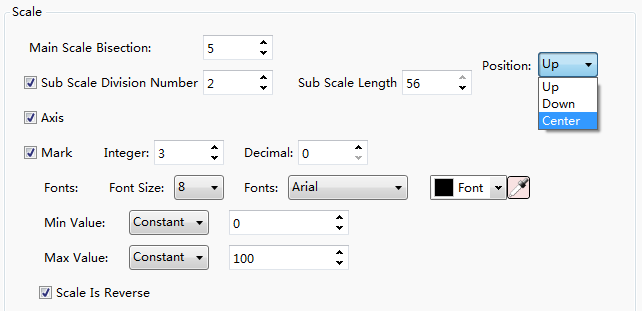 Scale
Main Scale Bisection: 5
Position: Up
Sub Scale Division Number 2 Sub Scale Length 56
Up
Down
Center
Axis
Mark Integer: 3 Decimal: 0
Fonts: Font Size: 8 Fonts: Arial Font
Min Value: Constant 0
Max Value: Constant 100
Scale Is Reverse